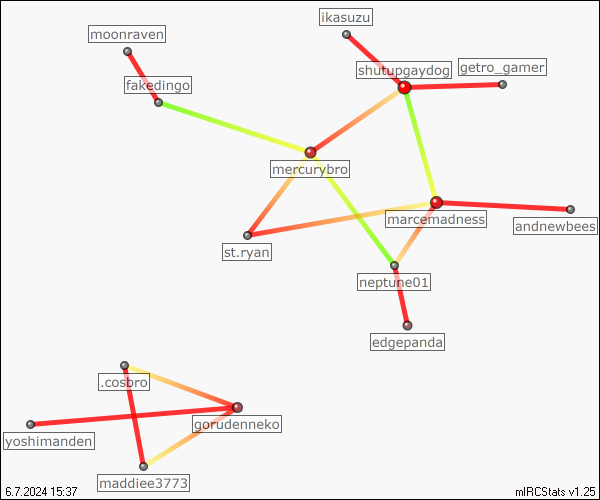 ikasuzu
moonraven
shutupgaydog
getro_gamer
fakedingo
mercurybro
marcemadness
andnewbees
st.ryan
neptune01
edgepanda
.cosbro
gorudenneko
yoshimanden
maddiee3773
6.7.2024 15:37
mIRCStats v1.25